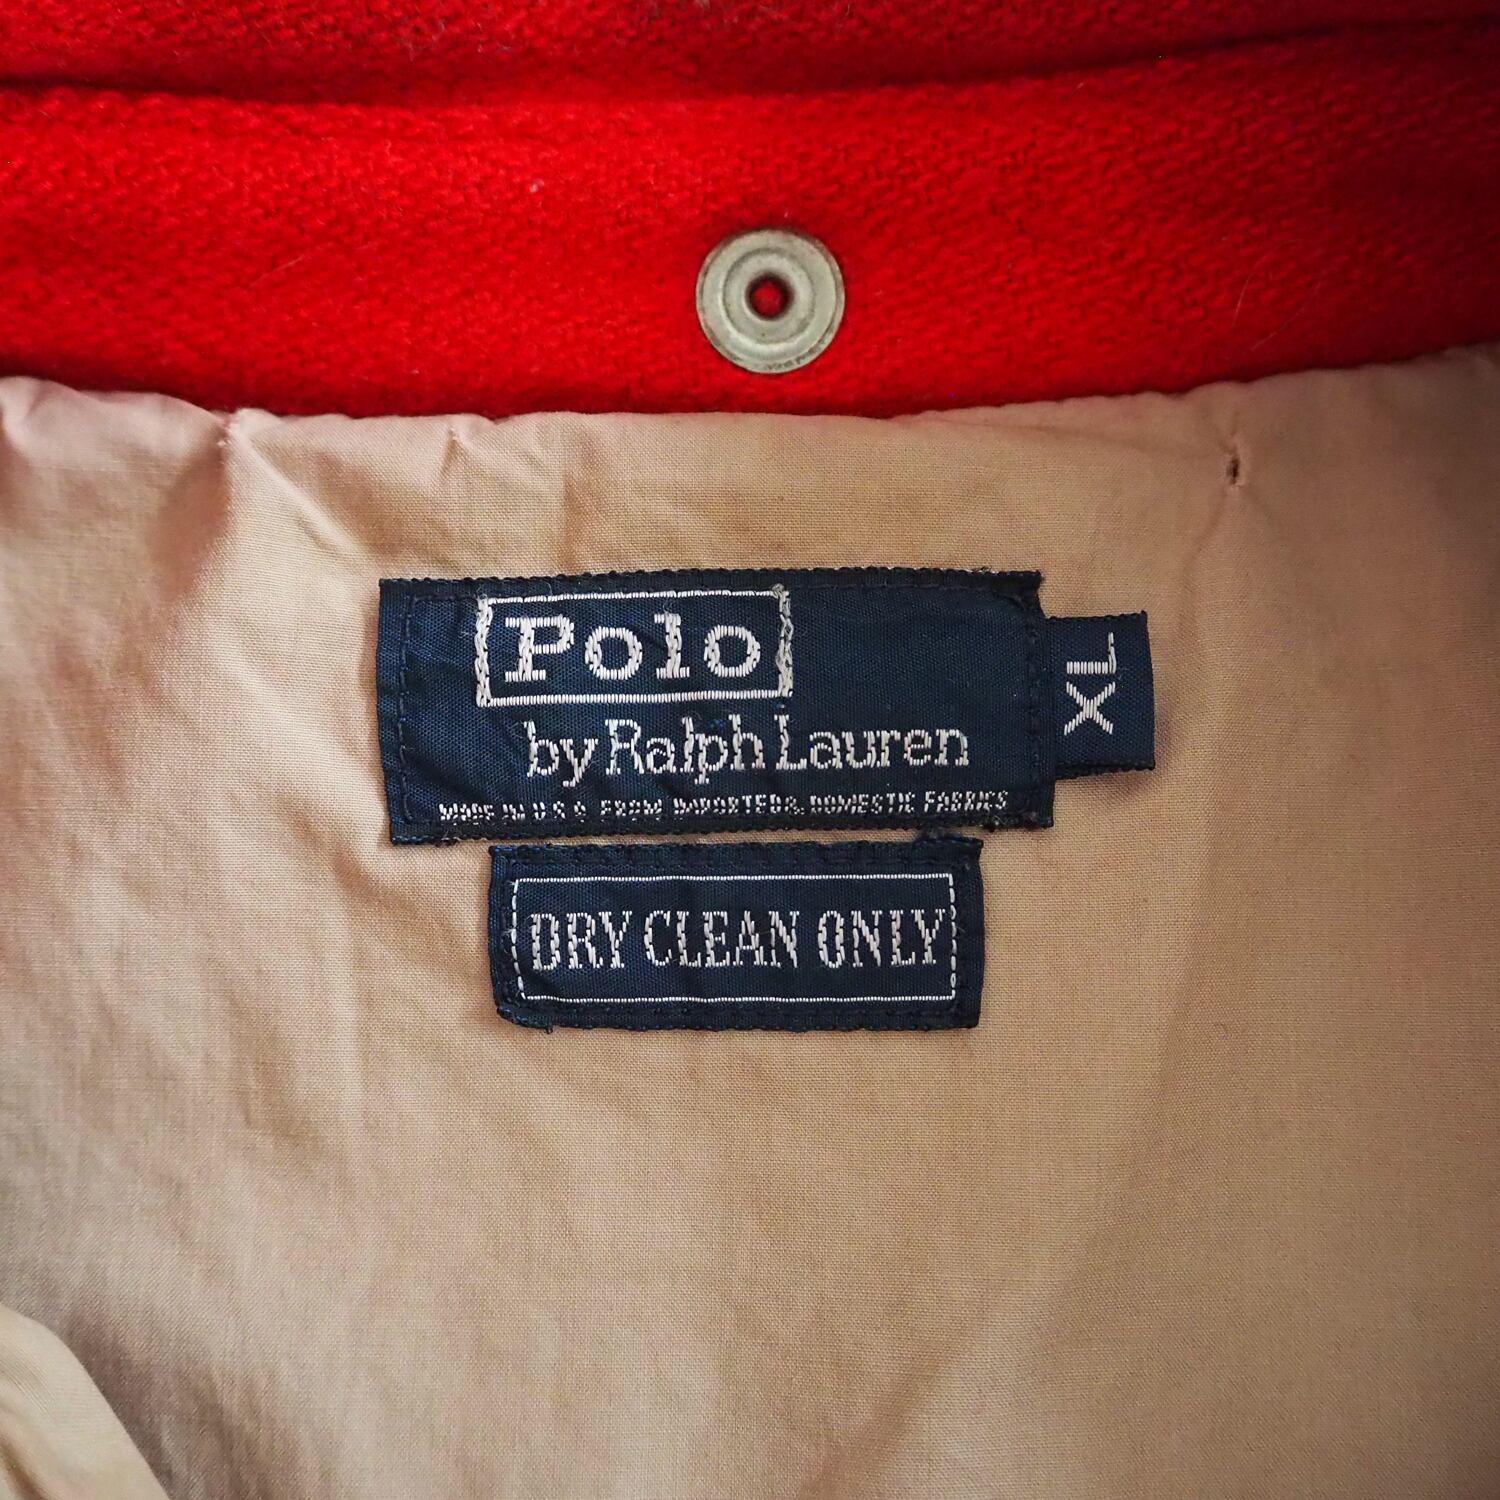 Polo
by Ralph Lauren
MADE IN U.S.A. FROM IMPORTED & DOMESTIC FABRICS
XL
DRY CLEAN ONLY